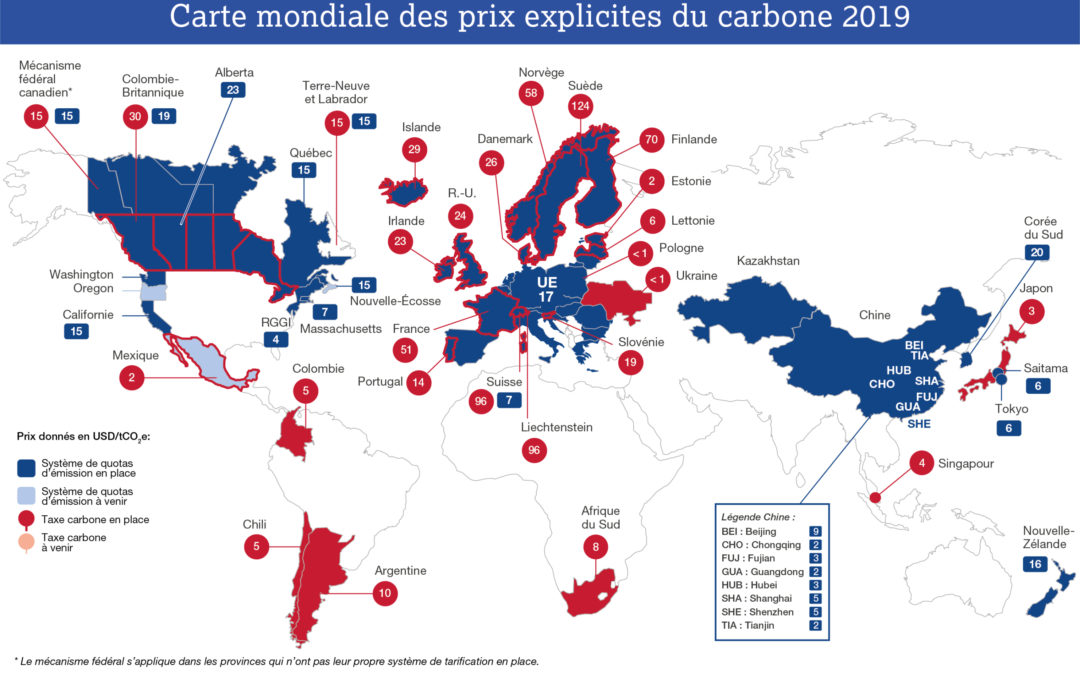 Carte mondiale des prix explicites du carbone 2019
Mécanisme
fédéral
canadien*
15
15
Colombie-
Britannique
30
19
Alberta
23
Terre-Neuve
et Labrador
15
15
Québec
15
Islande
29
R.-U.
24
Irlande
23
Norvège
58
Suède
124
Danemark
26
Finlande
70
Estonie
2
Lettonie
6
Pologne
< 1
Ukraine
< 1
UE
17
Kazakhstan
Chine
Corée
du Sud
20
Japon
3
Saitama
6
Tokyo
6
BEI
TIA
HUB
CHO
SHA
FUJ
GUA
SHE
Washington
Oregon
Californie
15
15
Nouvelle-Écosse
7
Massachusetts
RGGI
4
Mexique
2
France
51
Portugal
14
Suisse
96
7
Slovénie
19
Liechtenstein
96
Colombie
5
Singapour
4
Prix donnés en USD/tCO2e:
Système de quotas
d'émission en place
Système de quotas
d'émission à venir
Taxe carbone en place
Taxe carbone
à venir
Chili
5
Argentine
10
Afrique
du Sud
8
Légende Chine :
BEI : Beijing 9
CHO : Chongqing 2
FUJ : Fujian 3
GUA : Guangdong 2
HUB : Hubei 3
SHA : Shanghai 5
SHE : Shenzhen 5
TIA : Tianjin 2
Nouvelle-
Zélande
16
* Le mécanisme fédéral s'applique dans les provinces qui n'ont pas leur propre système de tarification en place.